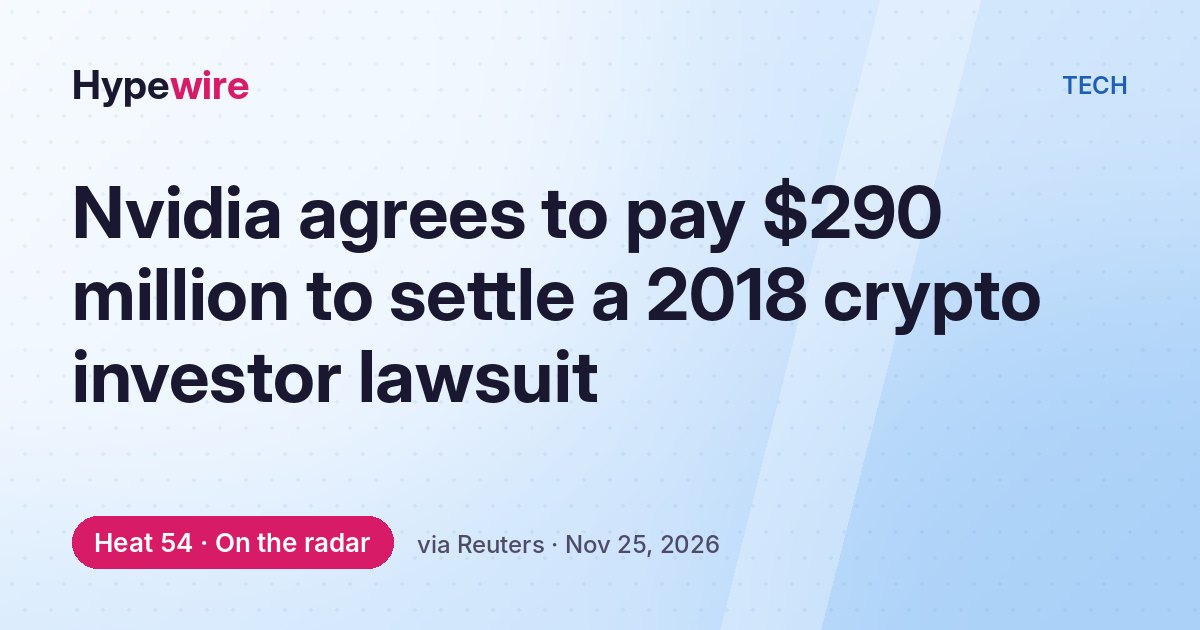 Hypewire
TECH
Nvidia agrees to pay $290
million to settle a 2018 crypto
investor lawsuit
Heat 54 · On the radar
via Reuters · Nov 25, 2026